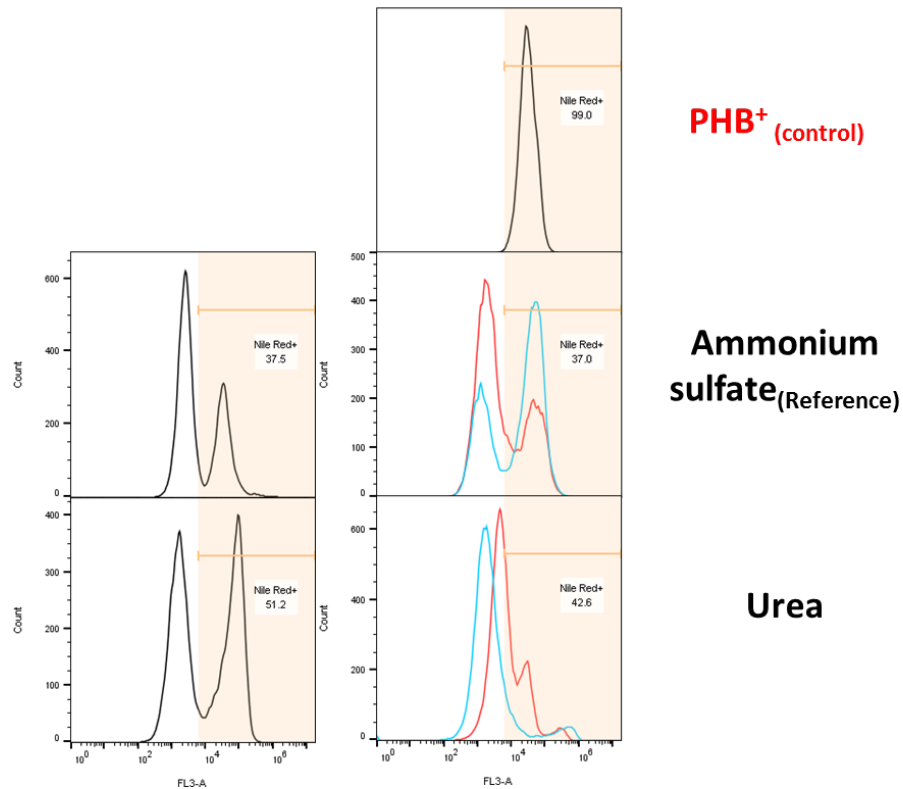 Nile Red+
99.0
PHB+ (control)
Count
600
400
200
0
Nile Red+
37.5
Count
500
400
300
200
100
0
Nile Red+
37.0
Ammonium
sulfate(Reference)
Count
400
300
200
100
0
Nile Red+
51.2
10^0 10^2 10^4 10^6
FL3-A
Count
600
400
200
0
Nile Red+
42.6
10^0 10^2 10^4 10^6
FL3-A
Urea